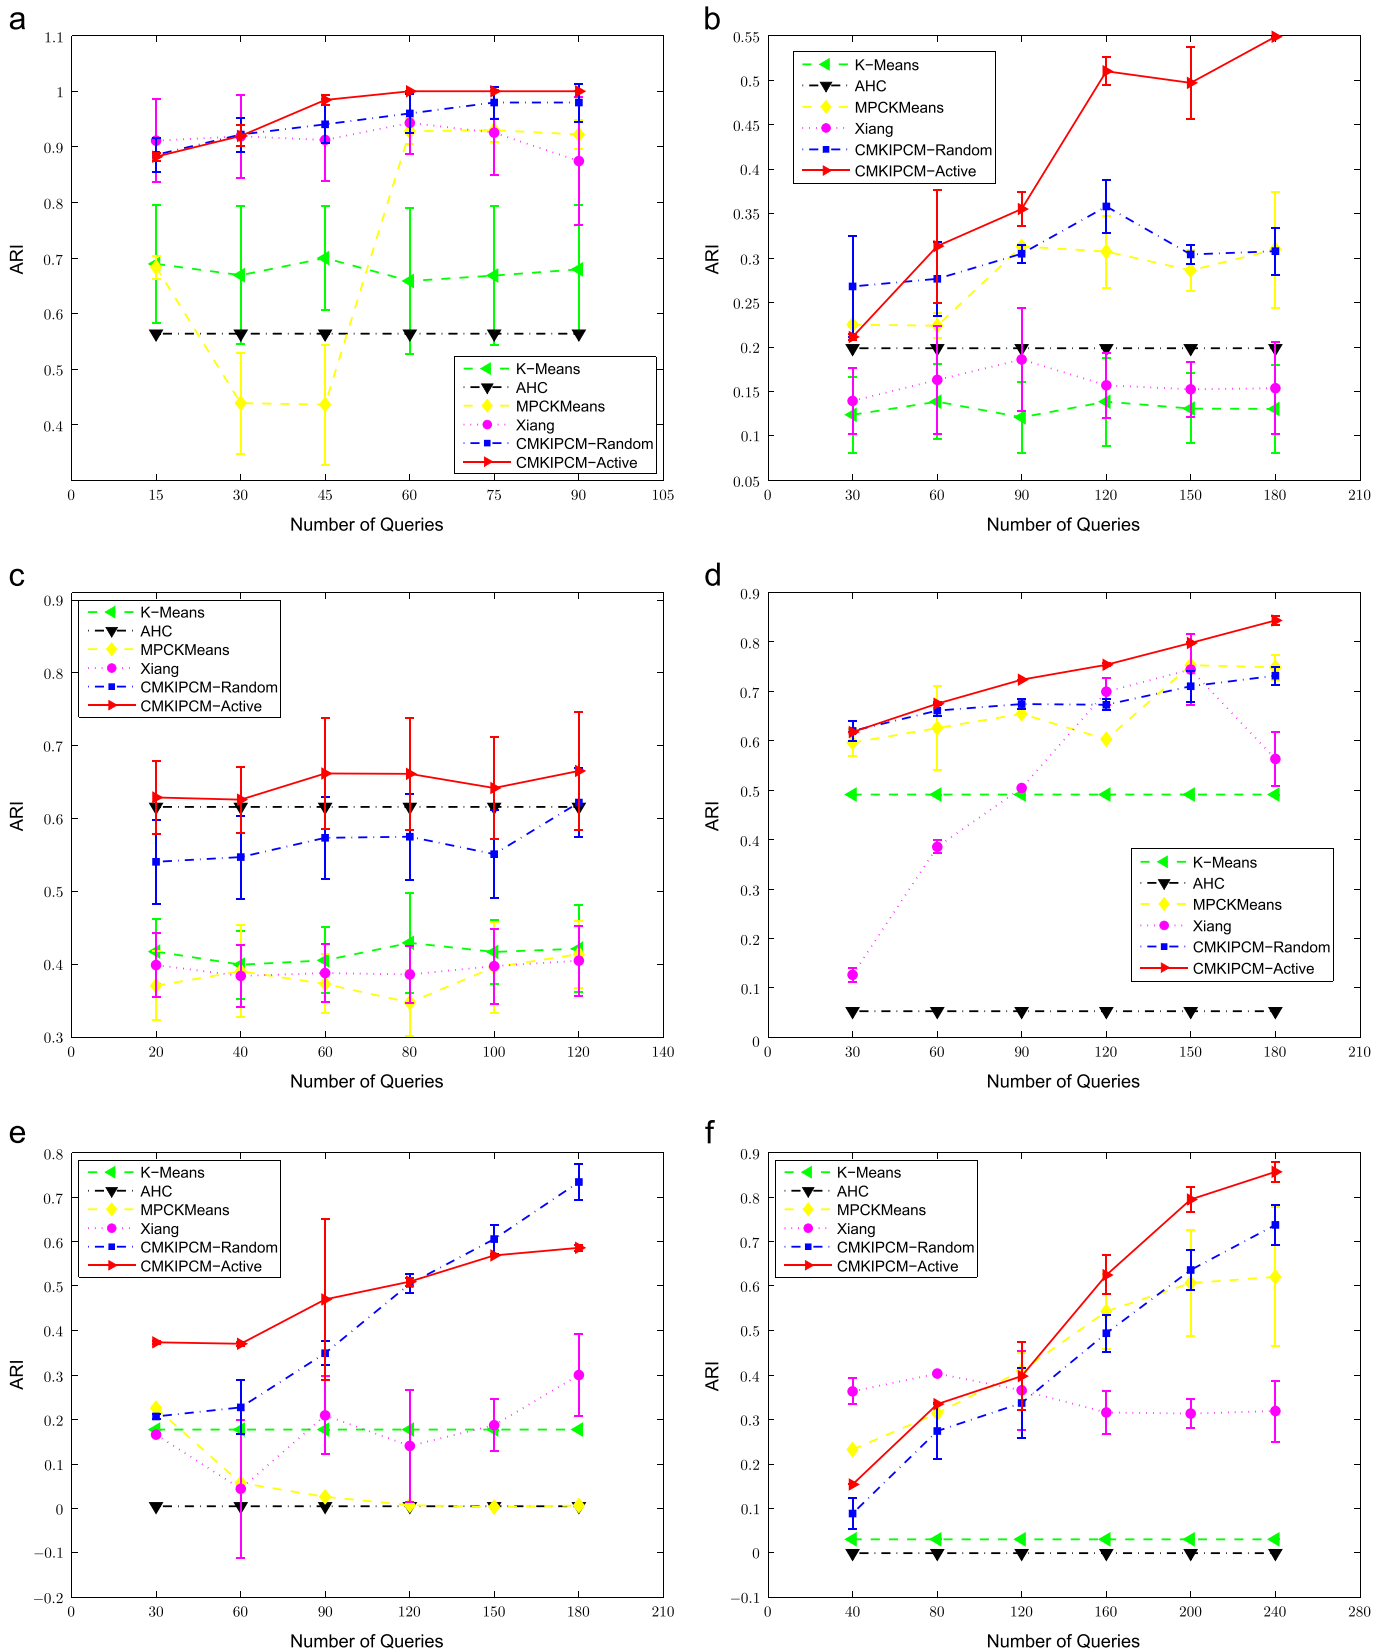 a
1.1
1
0.9
0.8
0.7
0.6
0.5
0.4
ARI
K−Means
AHC
MPCKMeans
Xiang
CMKIPCM−Random
CMKIPCM−Active
0 15 30 45 60 75 90 105
Number of Queries
b
0.55
0.5
0.45
0.4
0.35
0.3
0.25
0.2
0.15
0.1
0.05
ARI
K−Means
AHC
MPCKMeans
Xiang
CMKIPCM−Random
CMKIPCM−Active
0 30 60 90 120 150 180 210
Number of Queries
c
0.9
0.8
0.7
0.6
0.5
0.4
0.3
ARI
K−Means
AHC
MPCKMeans
Xiang
CMKIPCM−Random
CMKIPCM−Active
0 20 40 60 80 100 120 140
Number of Queries
d
0.9
0.8
0.7
0.6
0.5
0.4
0.3
0.2
0.1
0
ARI
K−Means
AHC
MPCKMeans
Xiang
CMKIPCM−Random
CMKIPCM−Active
0 30 60 90 120 150 180 210
Number of Queries
e
0.8
0.7
0.6
0.5
0.4
0.3
0.2
0.1
0
−0.1
−0.2
ARI
K−Means
AHC
MPCKMeans
Xiang
CMKIPCM−Random
CMKIPCM−Active
0 30 60 90 120 150 180 210
Number of Queries
f
0.9
0.8
0.7
0.6
0.5
0.4
0.3
0.2
0.1
0
−0.1
ARI
K−Means
AHC
MPCKMeans
Xiang
CMKIPCM−Random
CMKIPCM−Active
0 40 80 120 160 200 240 280
Number of Queries